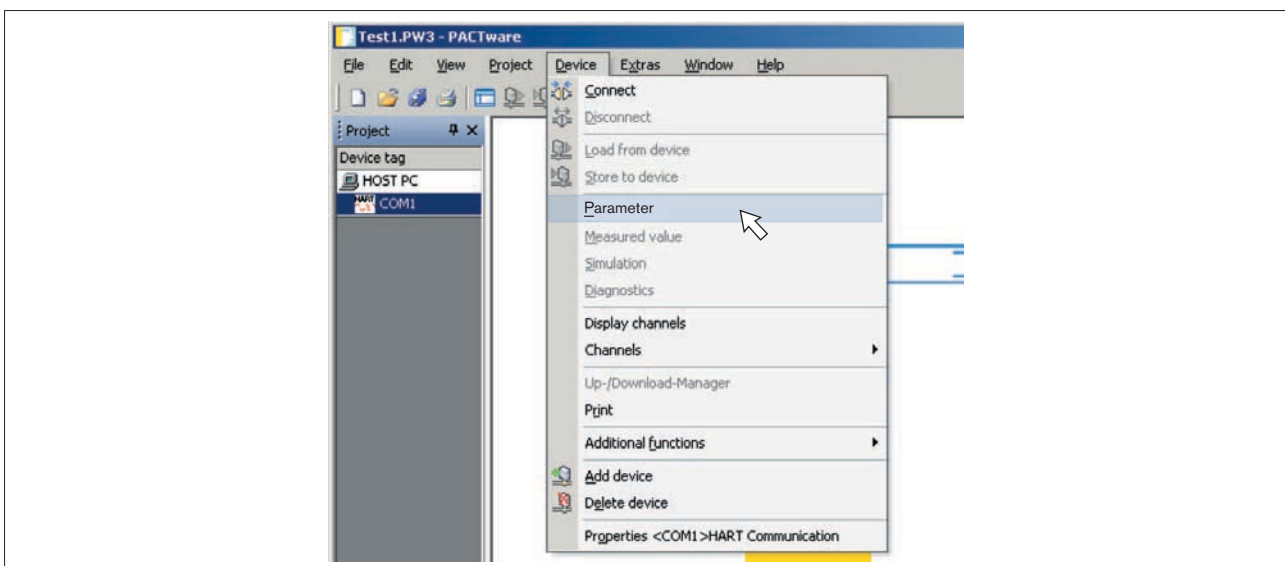 Test1.PW3 - PACTware
File Edit View Project Device Extras Window Help
Project
Device tag
HOST PC
HART COM1
Connect
Disconnect
Load from device
Store to device
Parameter
Measured value
Simulation
Diagnostics
Display channels
Channels
Up-/Download-Manager
Print
Additional functions
Add device
Delete device
Properties <COM1>HART Communication